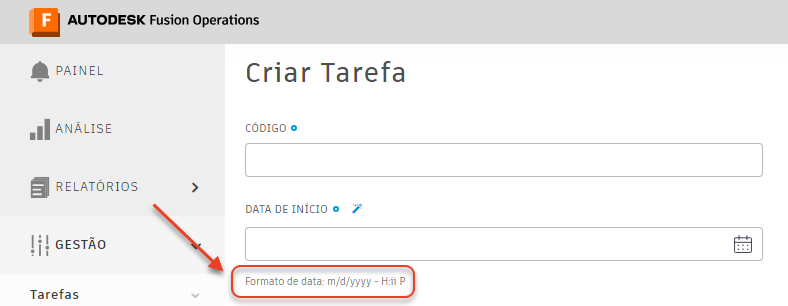 F AUTODESK Fusion Operations
PAINEL
ANÁLISE
RELATÓRIOS
GESTÃO
Tarefas
Criar Tarefa
CÓDIGO
DATA DE INÍCIO
Formato de data: m/d/yyyy - H:ii P